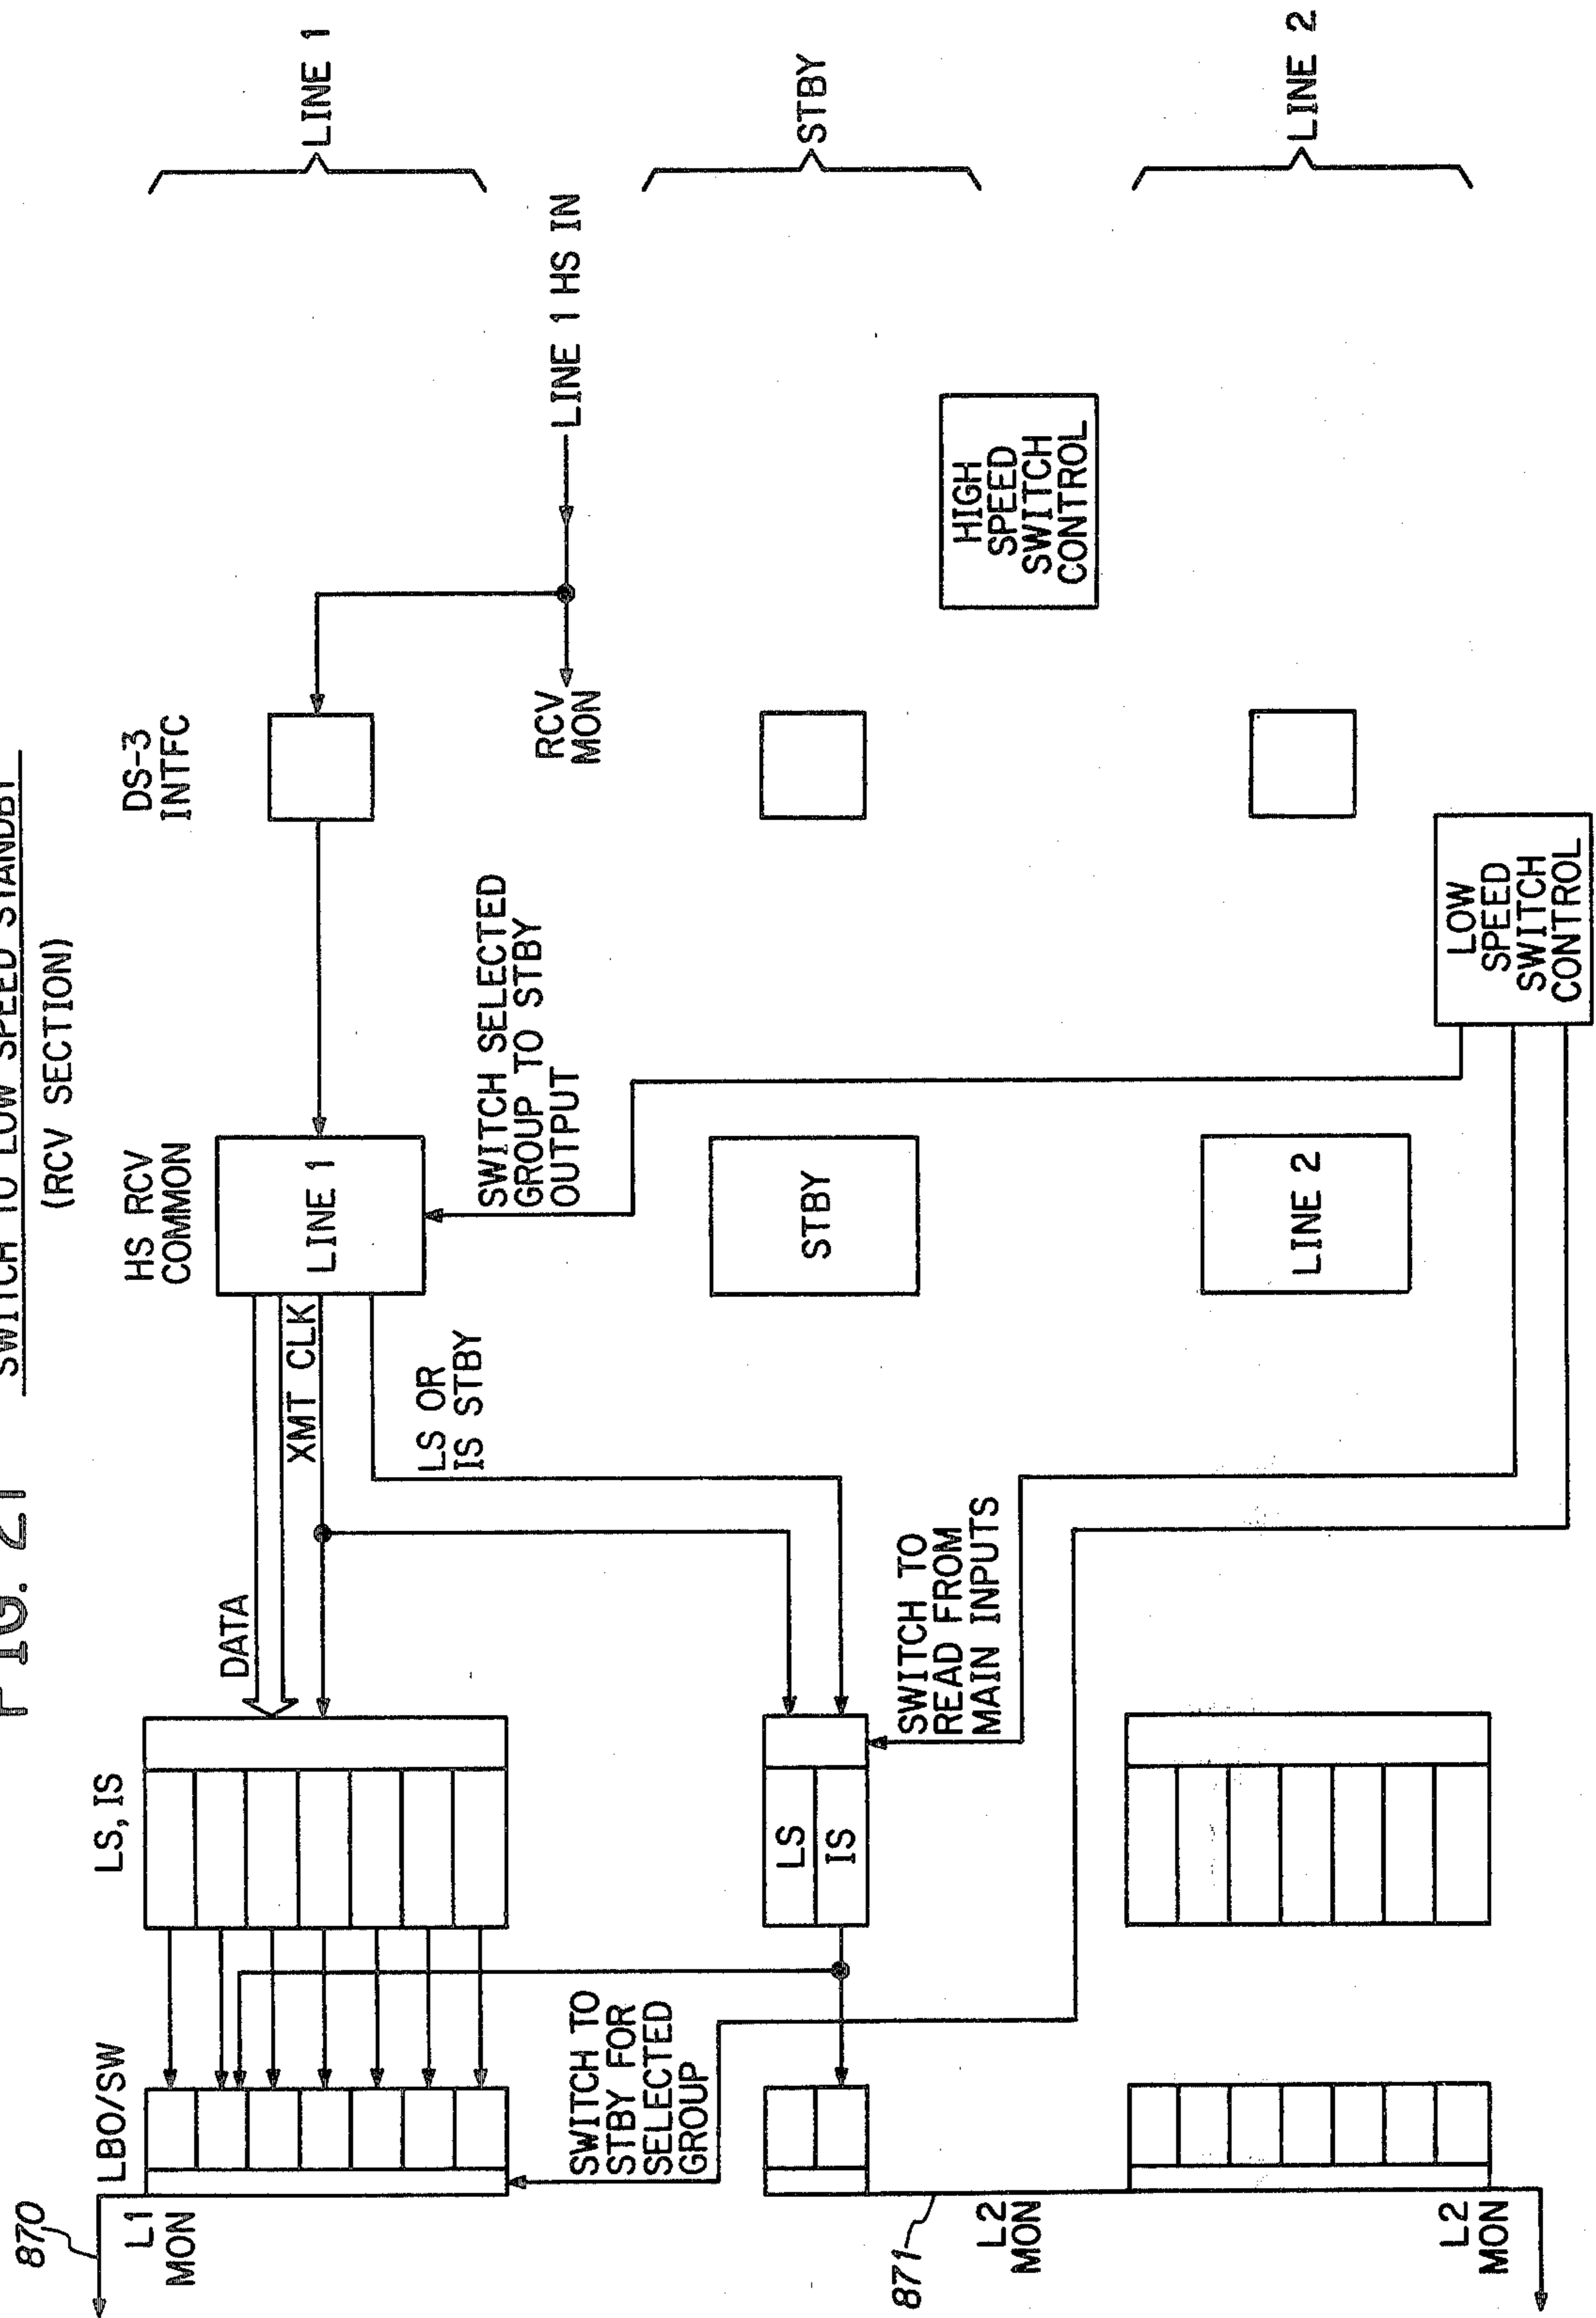 FIG. 21 SWITCH TO LOW SPEED STANDBY
(RCV SECTION)
870
L1
MON
LBO/SW
LS, IS
DATA
XMT CLK
HS RCV
COMMON
LINE 1
DS-3
INTFC
LINE 1
LS OR
IS STBY
SWITCH SELECTED
GROUP TO STBY
OUTPUT
RCV
MON
LINE 1 HS IN
SWITCH TO
STBY FOR
SELECTED
GROUP
LS
IS
STBY
STBY
SWITCH TO
READ FROM
MAIN INPUTS
HIGH
SPEED
SWITCH
CONTROL
871
L2
MON
LINE 2
LINE 2
L2
MON
LOW
SPEED
SWITCH
CONTROL